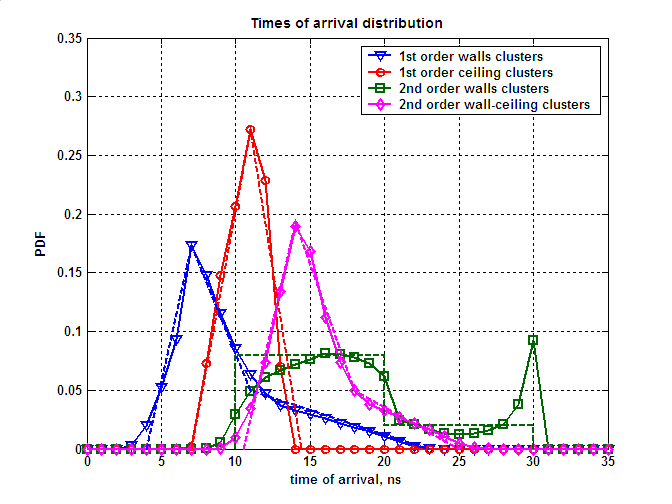 Times of arrival distribution
0.35
0.3
0.25
0.2
0.15
0.1
0.05
0
PDF
1st order walls clusters
1st order ceiling clusters
2nd order walls clusters
2nd order wall-ceiling clusters
0 5 10 15 20 25 30 35
time of arrival, ns